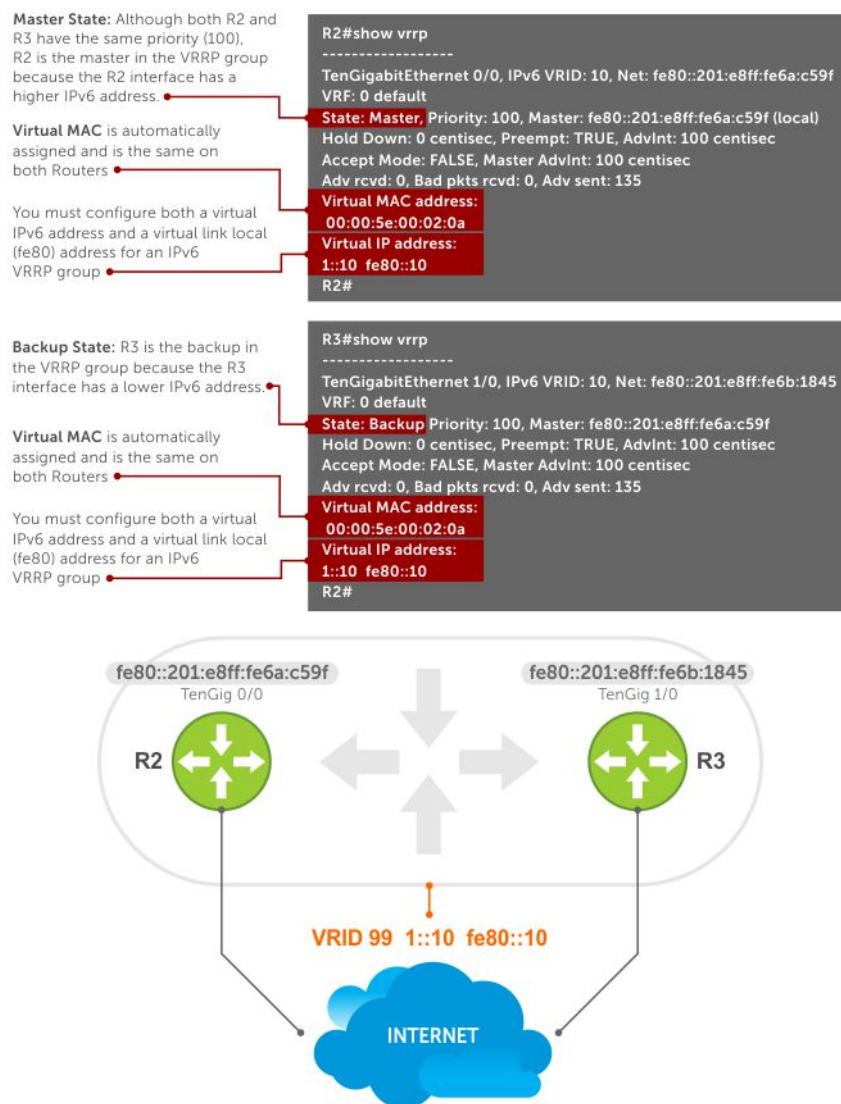 Master State: Although both R2 and
R3 have the same priority (100),
R2 is the master in the VRRP group
because the R2 interface has a
higher IPv6 address.
Virtual MAC is automatically
assigned and is the same on
both Routers
You must configure both a virtual
IPv6 address and a virtual link local
(fe80) address for an IPv6
VRRP group
R2#show vrrp
------------------
TenGigabitEthernet 0/0, IPv6 VRID: 10, Net: fe80::201:e8ff:fe6a:c59f
VRF: 0 default
State: Master, Priority: 100, Master: fe80::201:e8ff:fe6a:c59f (local)
Hold Down: 0 centisec, Preempt: TRUE, AdvInt: 100 centisec
Accept Mode: FALSE, Master AdvInt: 100 centisec
Adv rcvd: 0, Bad pkts rcvd: 0, Adv sent: 135
Virtual MAC address:
00:00:5e:00:02:0a
Virtual IP address:
1::10 fe80::10
R2#
Backup State: R3 is the backup in
the VRRP group because the R3
interface has a lower IPv6 address.
Virtual MAC is automatically
assigned and is the same on
both Routers
You must configure both a virtual
IPv6 address and a virtual link local
(fe80) address for an IPv6
VRRP group
R3#show vrrp
------------------
TenGigabitEthernet 1/0, IPv6 VRID: 10, Net: fe80::201:e8ff:fe6b:1845
VRF: 0 default
State: Backup Priority: 100, Master: fe80::201:e8ff:fe6a:c59f
Hold Down: 0 centisec, Preempt: TRUE, AdvInt: 100 centisec
Accept Mode: FALSE, Master AdvInt: 100 centisec
Adv rcvd: 0, Bad pkts rcvd: 0, Adv sent: 135
Virtual MAC address:
00:00:5e:00:02:0a
Virtual IP address:
1::10 fe80::10
R2#
fe80::201:e8ff:fe6a:c59f
TenGig 0/0
fe80::201:e8ff:fe6b:1845
TenGig 1/0
R2
R3
VRID 99 1::10 fe80::10
INTERNET